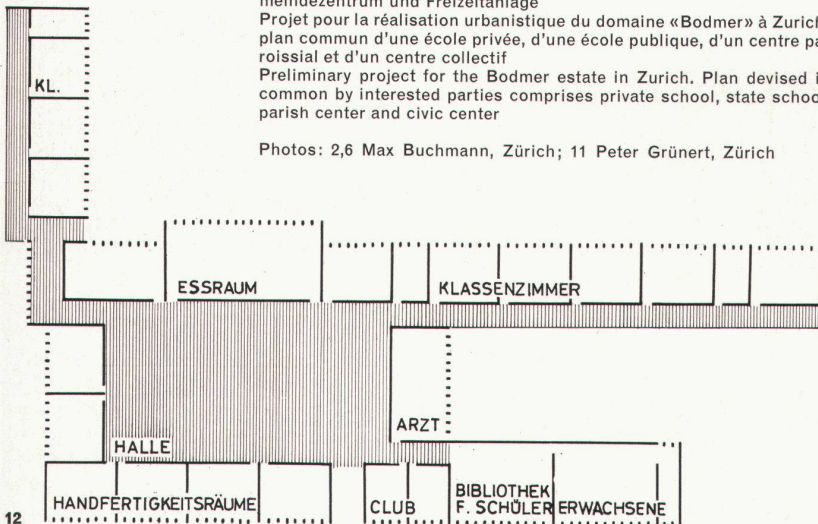 meindezentrum und Freizeitanlage
Projet pour la réalisation urbanistique du domaine «Bodmer» à Zurich
plan commun d'une école privée, d'une école publique, d'un centre pa
roissial et d'un centre collectif
Preliminary project for the Bodmer estate in Zurich. Plan devised i
common by interested parties comprises private school, state schoo
parish center and civic center
Photos: 2,6 Max Buchmann, Zürich; 11 Peter Grünert, Zürich
KL.
ESSRAUM
KLASSENZIMMER
ARZT
HALLE
HANDFERTIGKEITSRÄUME
CLUB
BIBLIOTHEK
F. SCHÜLER
ERWACHSENE
12